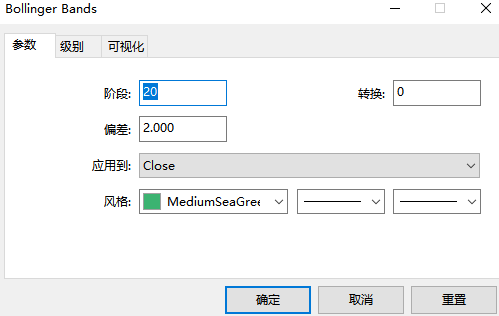 Bollinger Bands
参数 级别 可视化
阶段: 20 转换: 0
偏差: 2.000
应用到: Close
风格: MediumSeaGree
确定 取消 重置